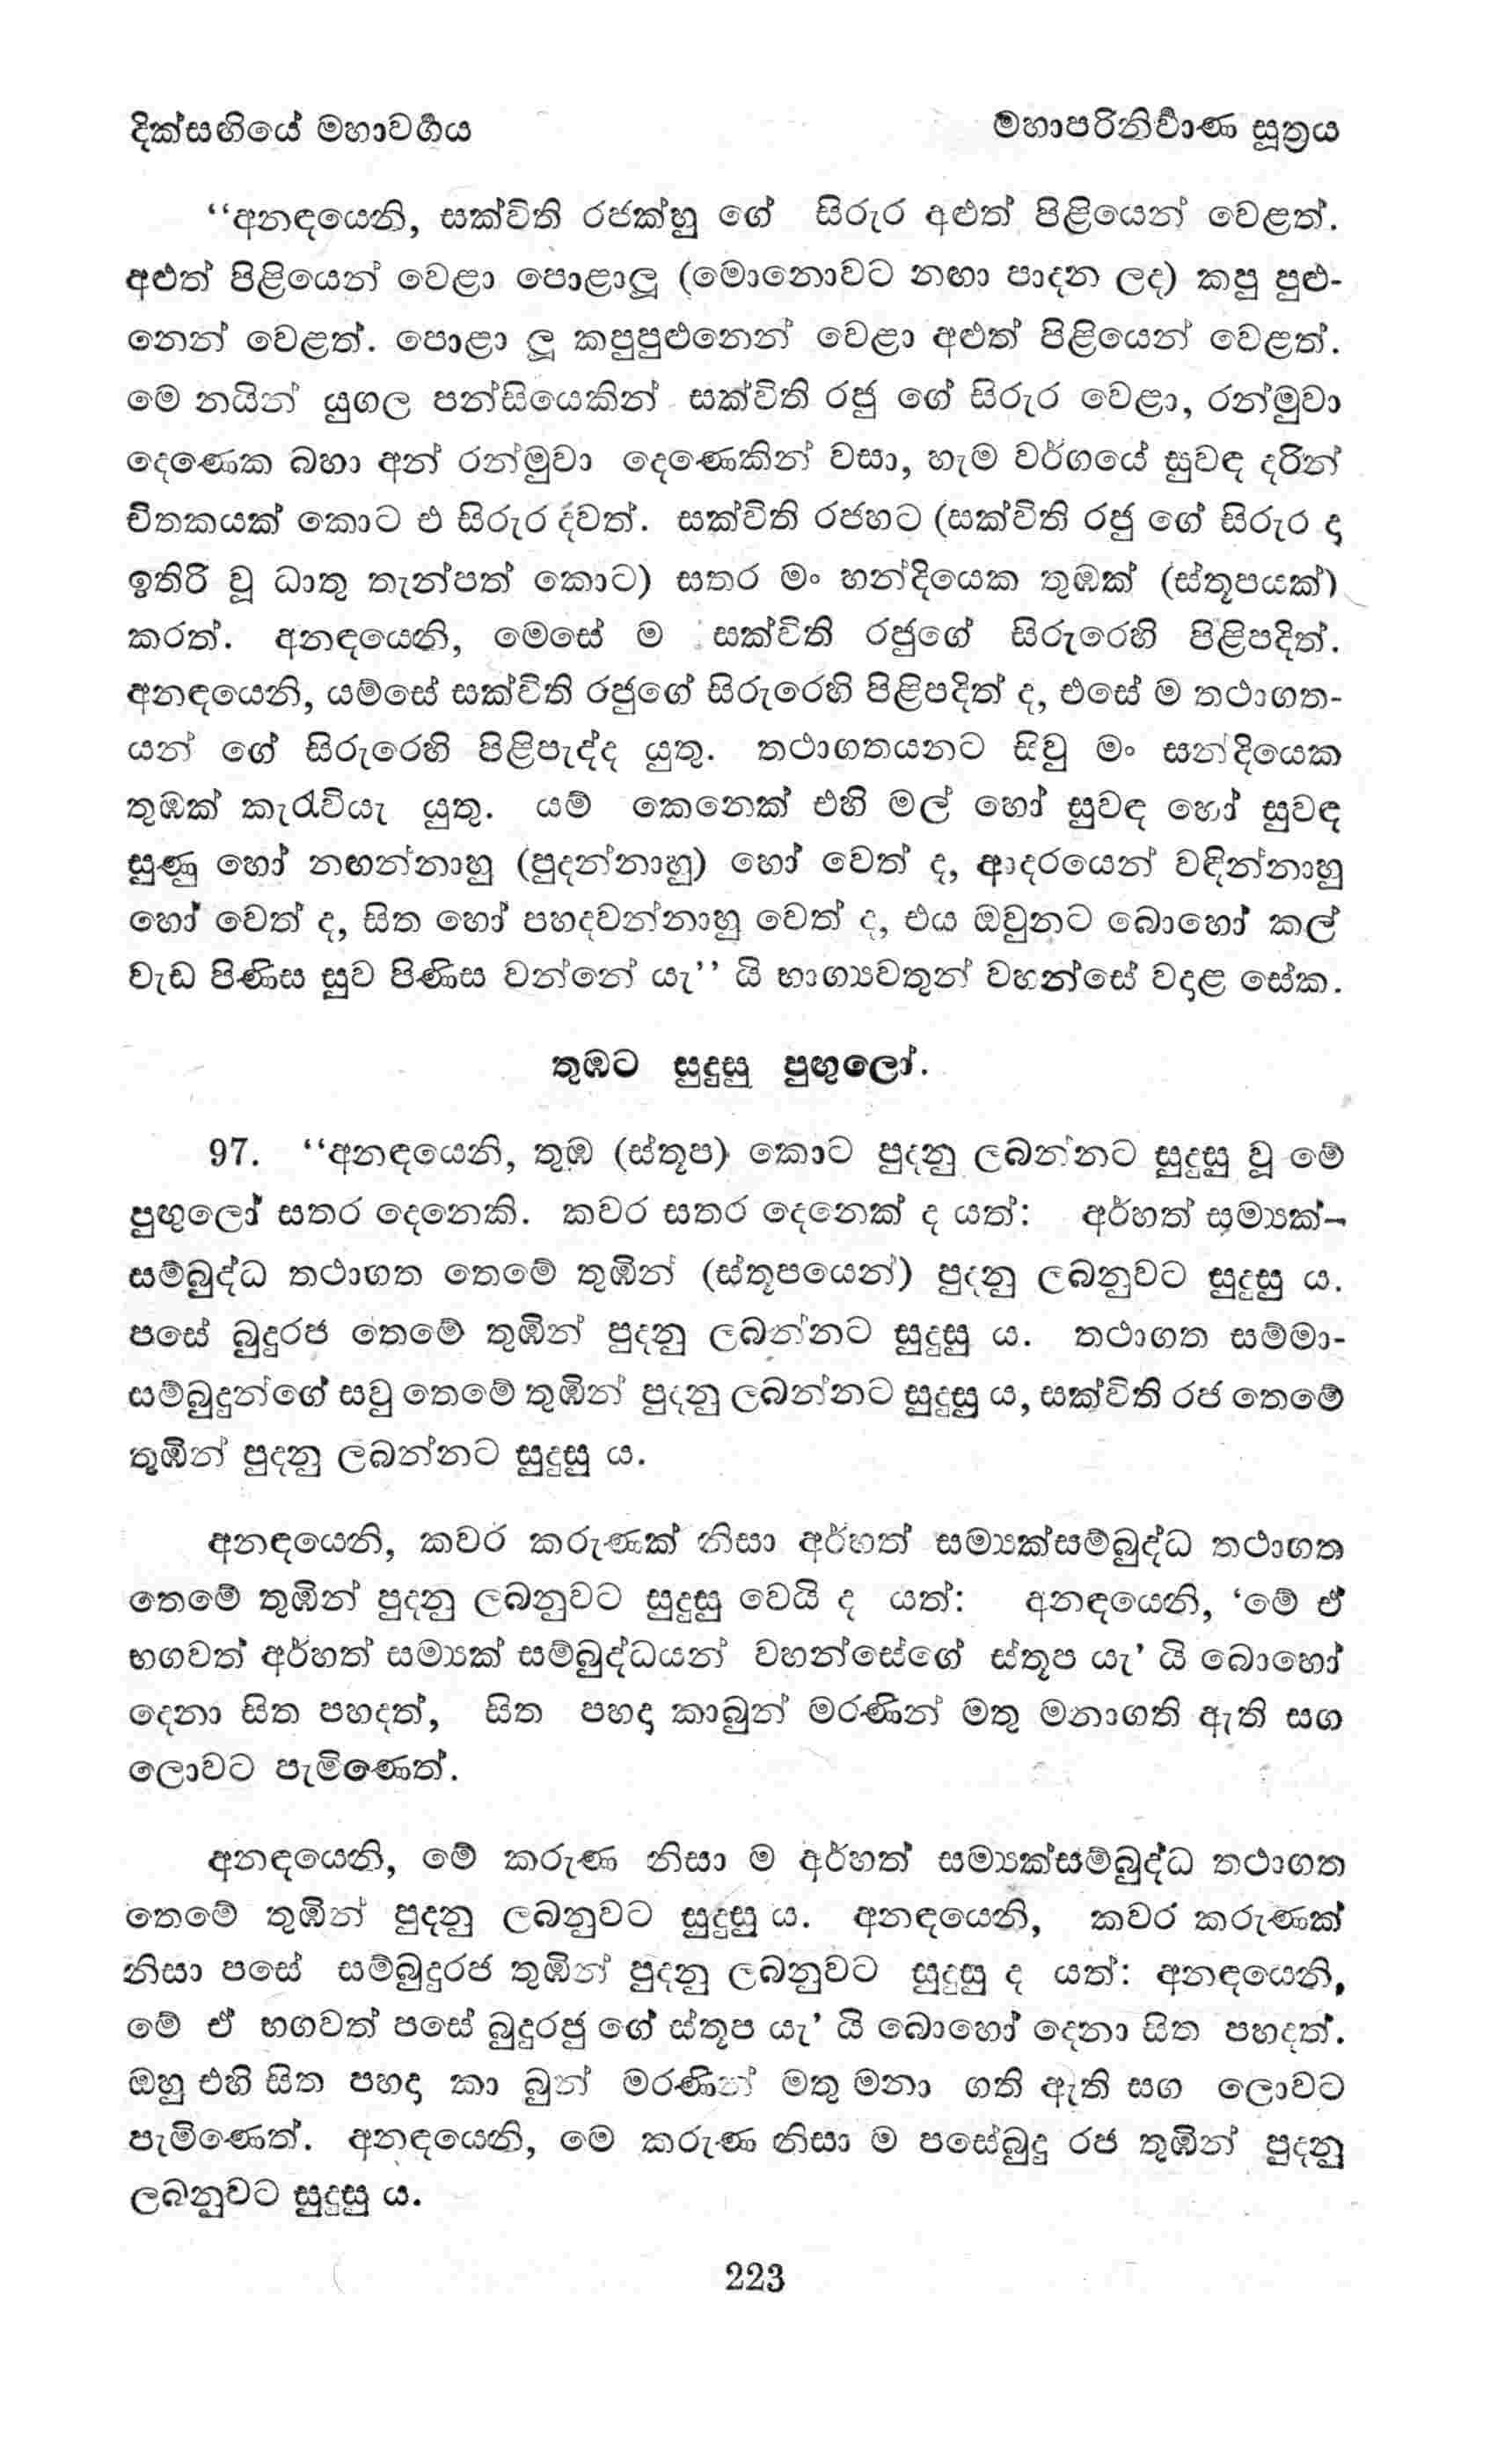 දික්සඟියේ මහාවර්‍ගය
මහාපරිනිර්‍වාණ සූත්‍රය
‘‘අනඳයෙනි, සක්විති රජක්හු ගේ සිරුර අළුත් පිළියෙන් වෙළත්.
අළුත් පිළියෙන් වෙළා පොළාලූ (මොනොවට නඟා පාදන ලද) කපු පුළු-
නෙන් වෙළත්. පොළා ලූ කපුපුළුනෙන් වෙළා අළුත් පිළියෙන් වෙළත්.
මෙ නයින් යුගල පන්සියෙකින් සක්විති රජු ගේ සිරුර වෙළා, රන්මුවා
දෙණෙක බහා අන් රන්මුවා දෙණෙකින් වසා, හැම වර්ගයේ සුවඳ දරින්
චිතකයක් කොට එ සිරුර දවත්. සක්විති රජහට (සක්විති රජු ගේ සිරුර දා
ඉතිරි වූ ධාතු තැන්පත් කොට) සතර මං හන්දියෙක තුඹක් (ස්තූපයක්)
කරත්. අනඳයෙනි, මෙසේ ම සක්විති රජුගේ සිරුරෙහි පිළිපදිත්.
අනඳයෙනි, යම්සේ සක්විති රජුගේ සිරුරෙහි පිළිපදිත් ද, එසේ ම තථාගත-
යන් ගේ සිරුරෙහි පිළිපැද්ද යුතු. තථාගතයනට සිවු මං සන්දියෙක
තුඹක් කැරැවියැ යුතු. යම් කෙනෙක් එහි මල් හෝ සුවඳ හෝ සුවඳ
සුණු හෝ නඟන්නාහු (පුදන්නාහු) හෝ වෙත් ද, ආදරයෙන් වඳින්නාහු
හෝ වෙත් ද, සිත හෝ පහදවන්නාහු වෙත් ද, එය ඔවුනට බොහෝ කල්
වැඩ පිණිස සුව පිණිස වන්නේ යැ’’ යි භාග්‍යවතුන් වහන්සේ වදාළ සේක.
තුඹට සුදුසු පුඟුලෝ.
97. ‘‘අනඳයෙනි, තුඹ (ස්තූප) කොට පුදනු ලබන්නට සුදුසු වූ මේ
පුඟුලෝ සතර දෙනෙකි. කවර සතර දෙනෙක් ද යත්: අර්හත් සම්‍යක්-
සම්බුද්ධ තථාගත තෙමේ තුඹින් (ස්තූපයෙන්) පුදනු ලබනුවට සුදුසු ය.
පසේ බුදුරජ තෙමේ තුඹින් පුදනු ලබන්නට සුදුසු ය. තථාගත සම්මා-
සම්බුදුන්ගේ සවු තෙමේ තුඹින් පුදනු ලබන්නට සුදුසු ය, සක්විති රජ තෙමේ
තුඹින් පුදනු ලබන්නට සුදුසු ය.
අනඳයෙනි, කවර කරුණක් නිසා අර්හත් සම්‍යක්සම්බුද්ධ තථාගත
තෙමේ තුඹින් පුදනු ලබනුවට සුදුසු වෙයි ද යත්: අනඳයෙනි, ‘මේ ඒ
භගවත් අර්හත් සම්‍යක් සම්බුද්ධයන් වහන්සේගේ ස්තූප යැ’ යි බොහෝ
දෙනා සිත පහදත්, සිත පහදා කාබුන් මරණින් මතු මනාගති ඇති සග
ලොවට පැමිණෙත්.
අනඳයෙනි, මේ කරුණ නිසා ම අර්හත් සම්‍යක්සම්බුද්ධ තථාගත
තෙමේ තුඹින් පුදනු ලබනුවට සුදුසු ය. අනඳයෙනි, කවර කරුණක්
නිසා පසේ සම්බුදුරජ තුඹින් පුදනු ලබනුවට සුදුසු ද යත්: අනඳයෙනි,
මේ ඒ භගවත් පසේ බුදුරජු ගේ ස්තූප යැ’ යි බොහෝ දෙනා සිත පහදත්.
ඔහු එහි සිත පහදා කා බුන් මරණින් මතු මනා ගති ඇති සග ලොවට
පැමිණෙත්. අනඳයෙනි, මෙ කරුණ නිසා ම පසේබුදු රජ තුඹින් පුදනු
ලබනුවට සුදුසු ය.
223